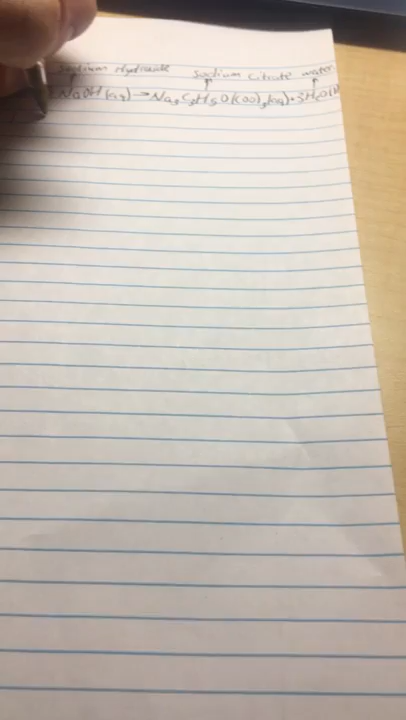 Sodium Hydroxide sodium citrate water
NaOH(aq) → Na₃C₃H₅O(COO)₃(aq) + 3H₂O(l)